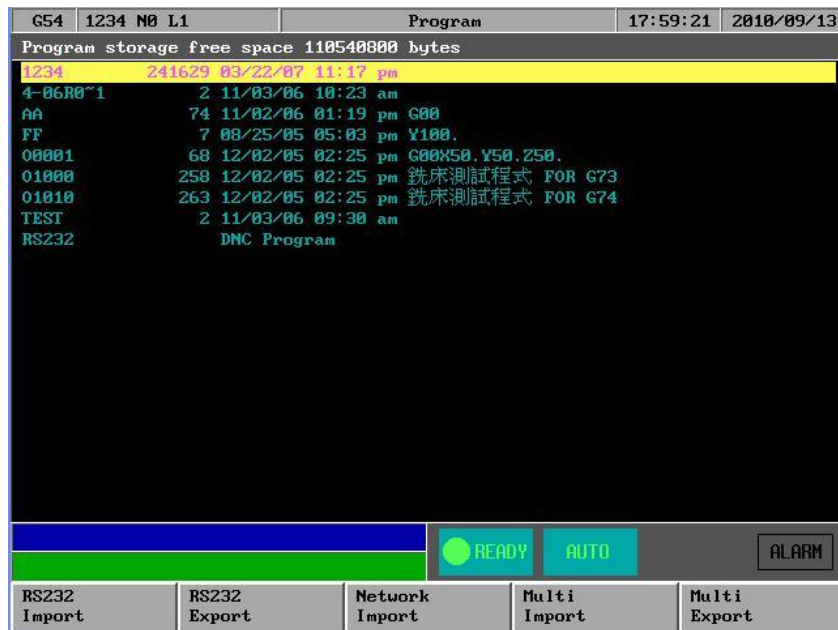 G54 1234 N0 L1 Program 17:59:21 2010/09/13
Program storage free space 110540800 bytes
1234 241629 03/22/07 11:17 pm
4-06R0~1 2 11/03/06 10:23 am
AA 74 11/02/06 01:19 pm G00
FF 7 08/25/05 05:03 pm Y100.
O0001 68 12/02/05 02:25 pm G00X50.Y50.Z50.
O1000 258 12/02/05 02:25 pm 銑床測試程式 FOR G73
O1010 263 12/02/05 02:25 pm 銑床測試程式 FOR G74
TEST 2 11/03/06 09:30 am
RS232 DNC Program
READY AUTO ALARM
RS232 Import
RS232 Export
Network Import
Multi Import
Multi Export